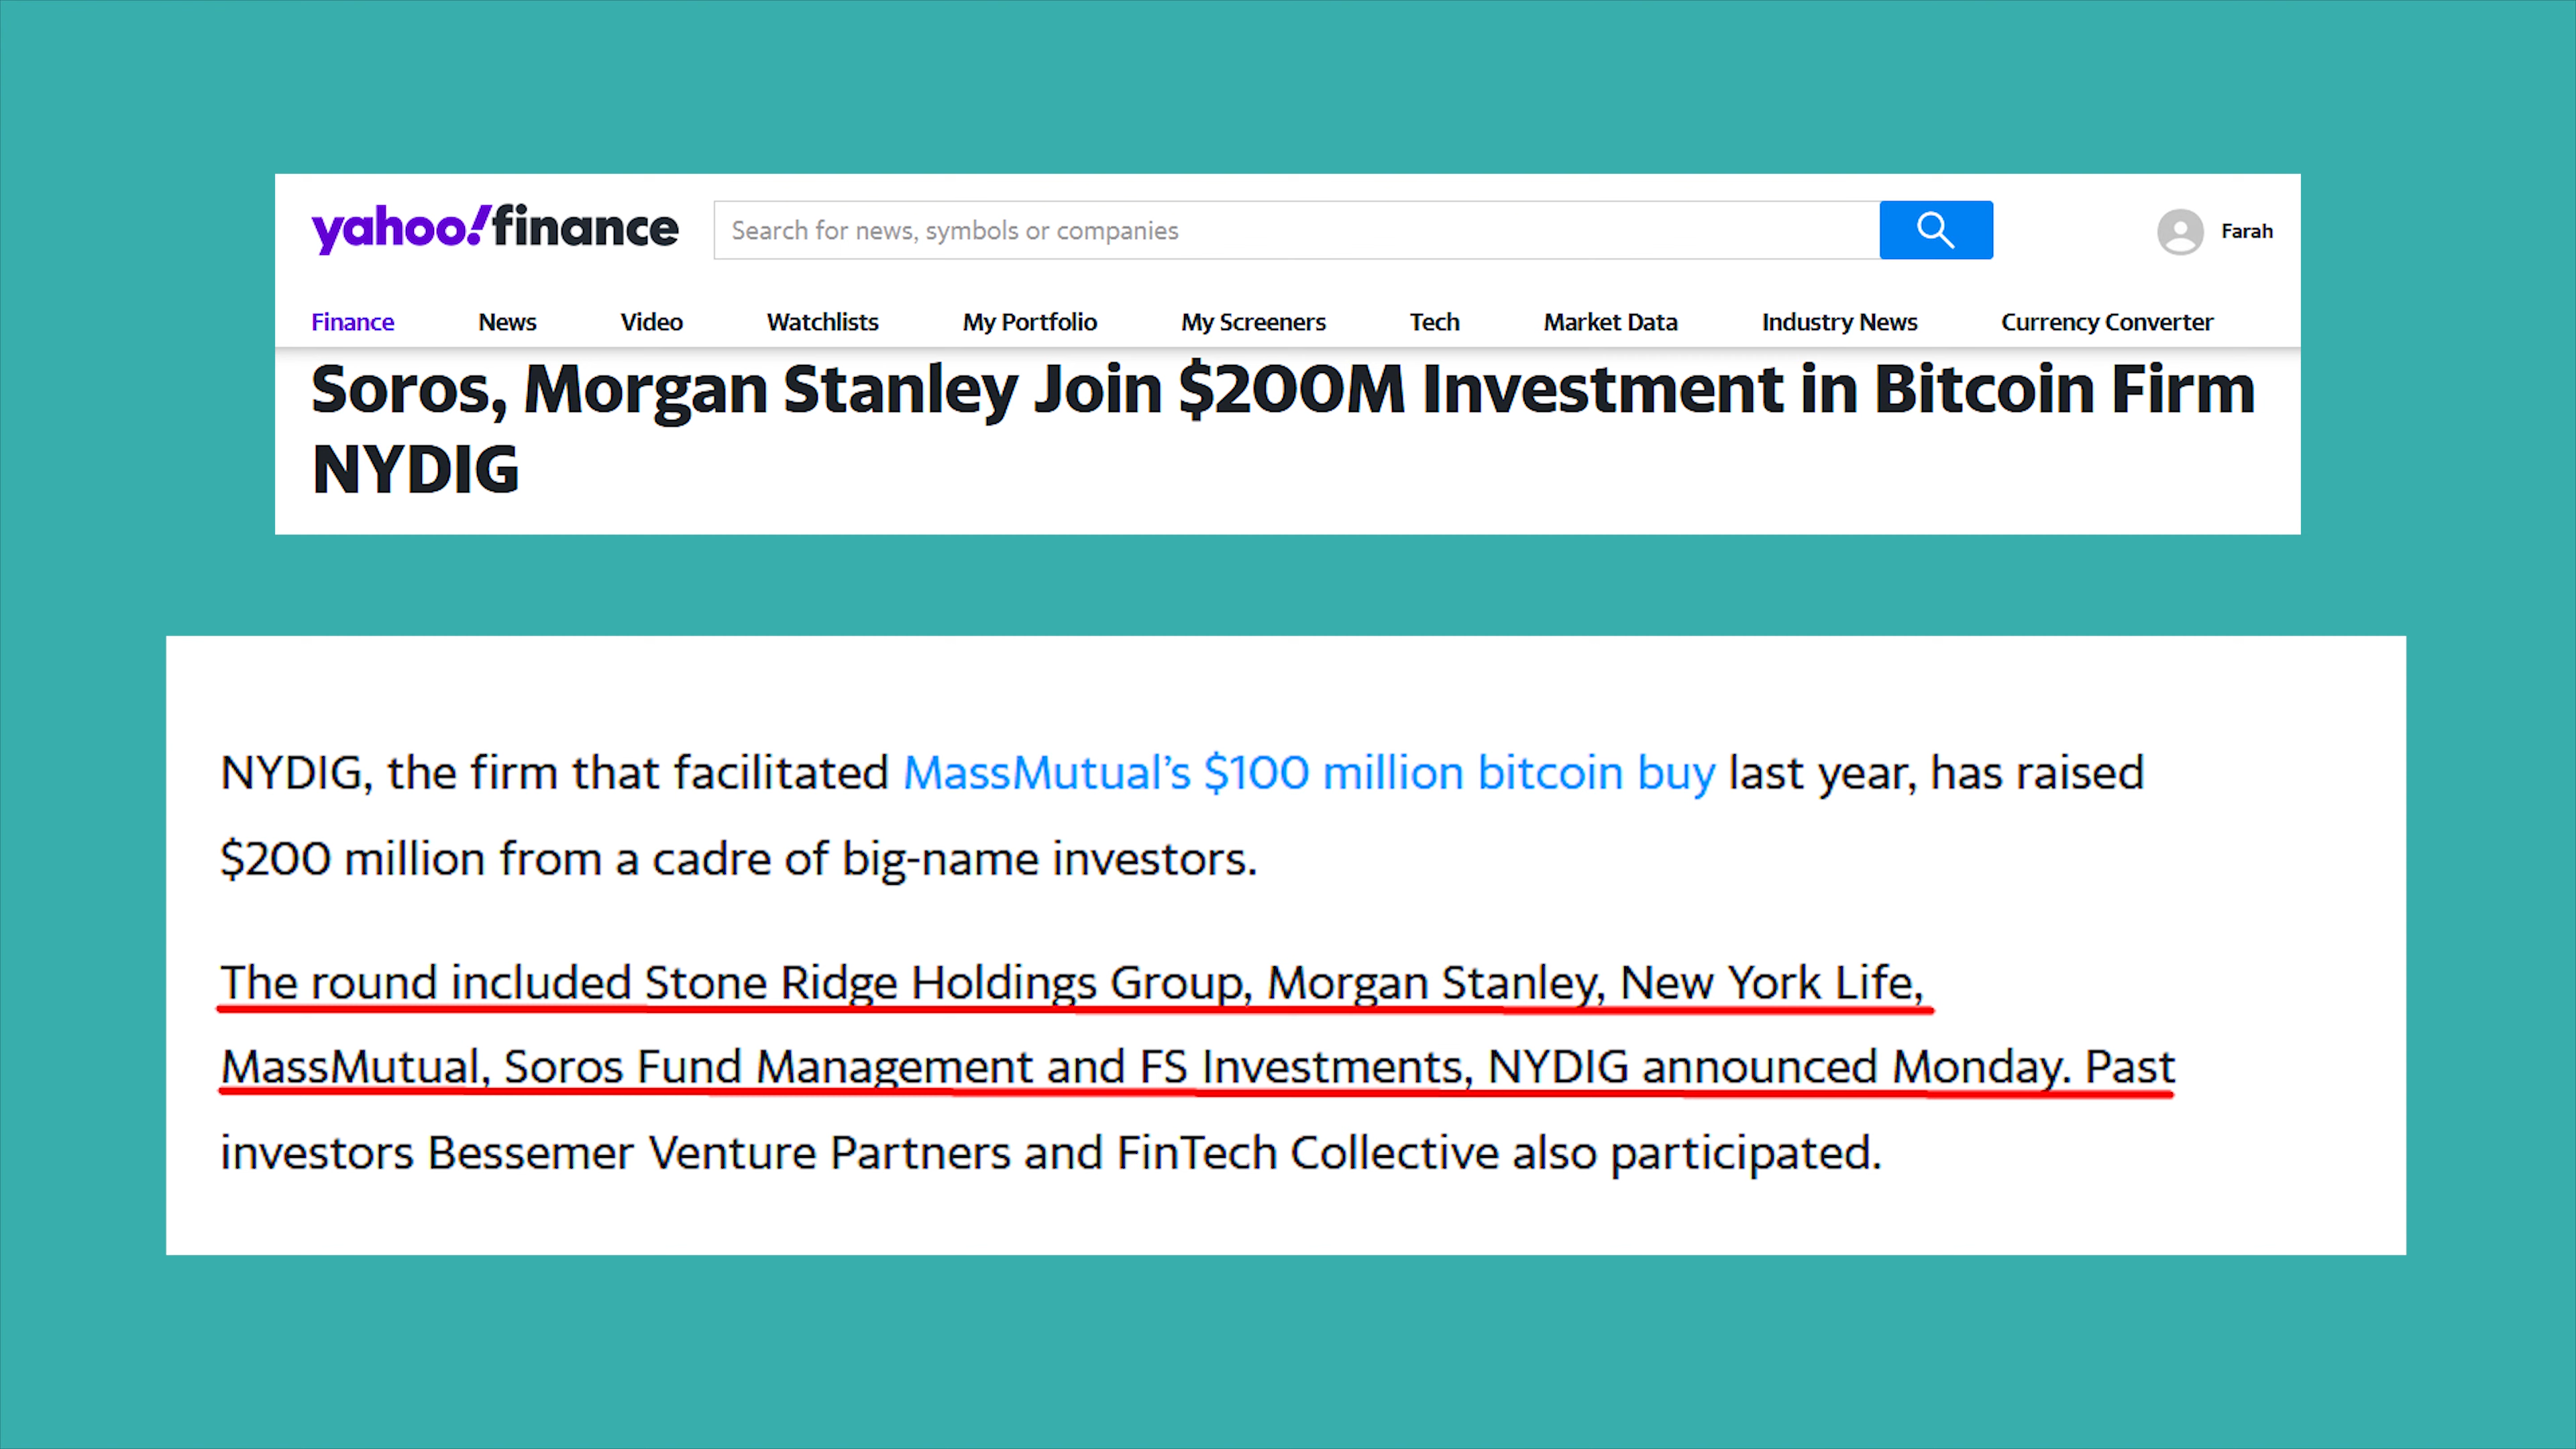 yahoo!finance
Search for news, symbols or companies
Farah
Finance News Video Watchlists My Portfolio My Screeners Tech Market Data Industry News Currency Converter
Soros, Morgan Stanley Join $200M Investment in Bitcoin Firm
NYDIG
NYDIG, the firm that facilitated MassMutual’s $100 million bitcoin buy last year, has raised
$200 million from a cadre of big-name investors.
The round included Stone Ridge Holdings Group, Morgan Stanley, New York Life,
MassMutual, Soros Fund Management and FS Investments, NYDIG announced Monday. Past
investors Bessemer Venture Partners and FinTech Collective also participated.